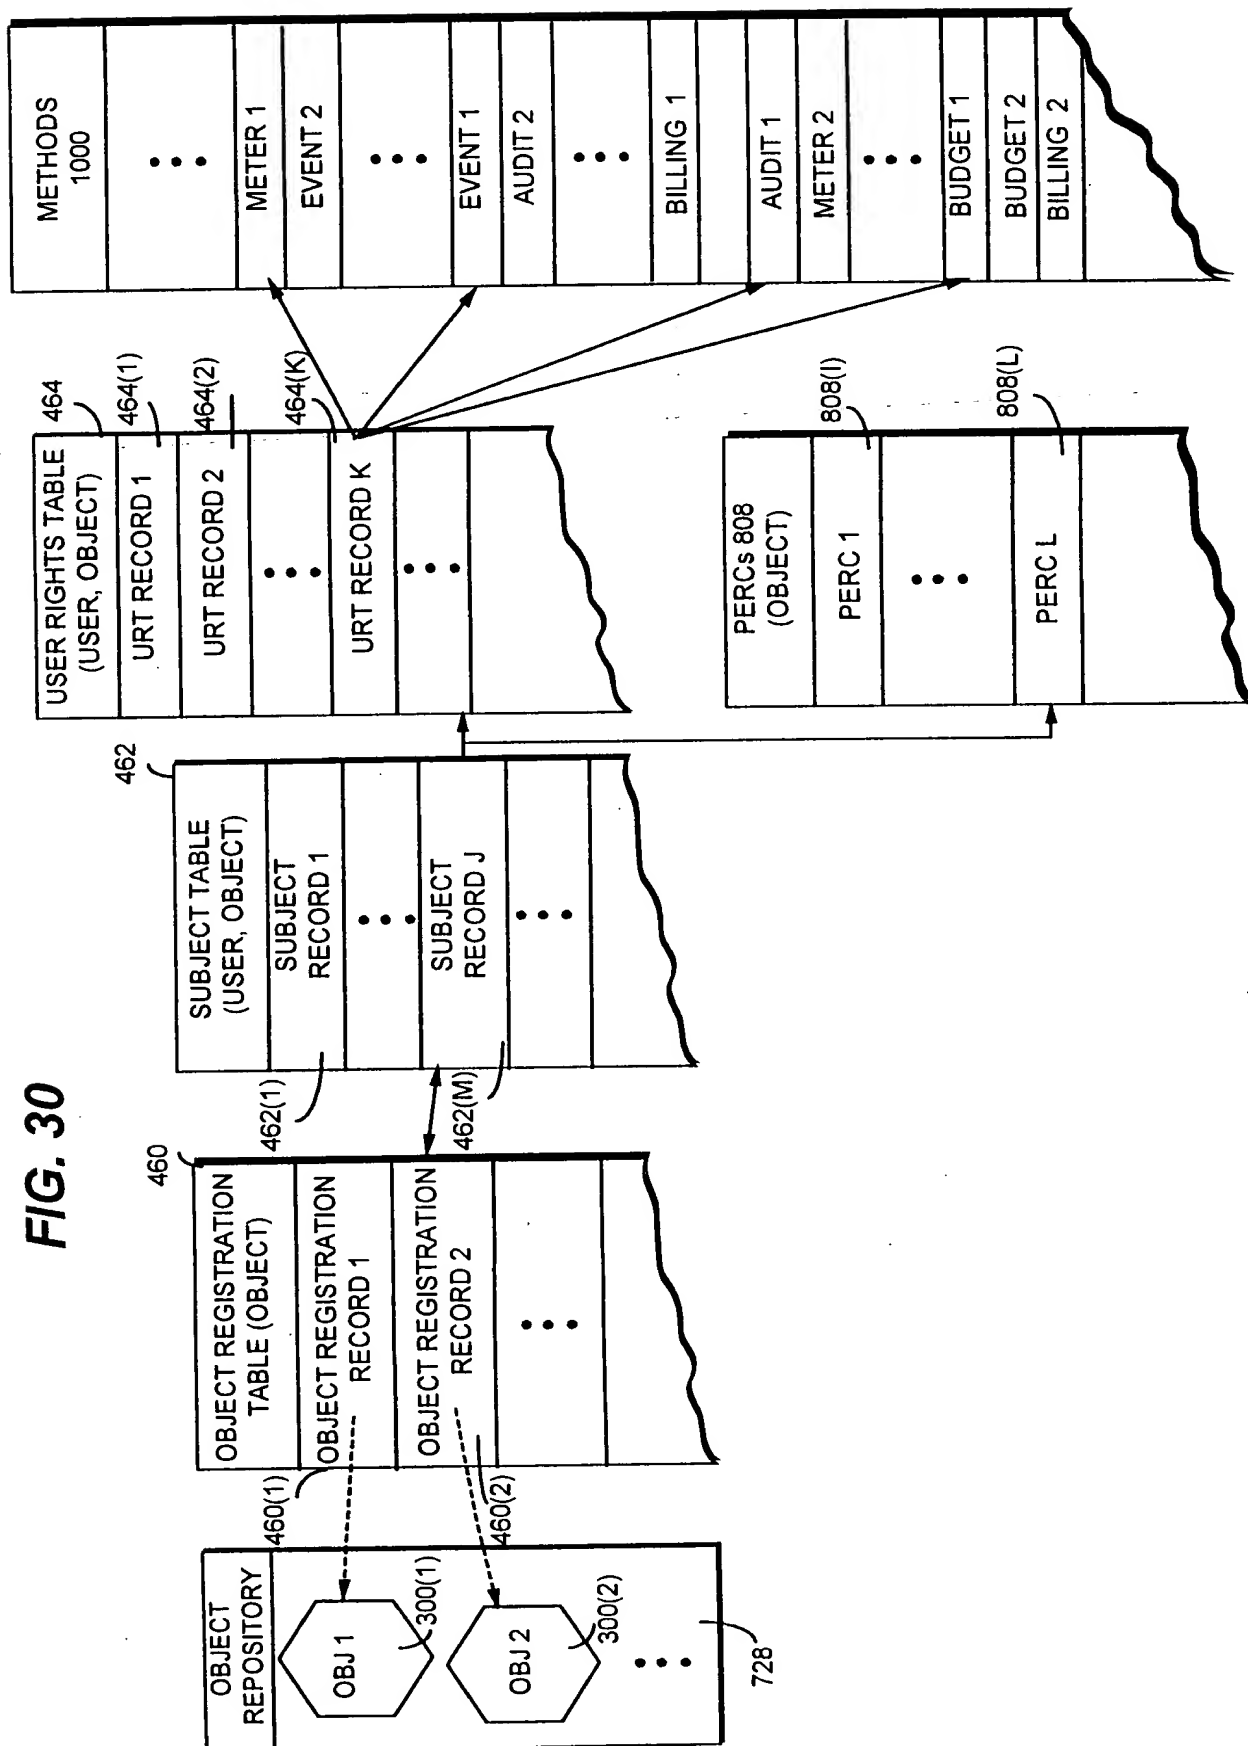 FIG. 30
OBJECT
REPOSITORY
OBJ 1
300(1)
OBJ 2
300(2)
728
460
OBJECT REGISTRATION
TABLE (OBJECT)
OBJECT REGISTRATION
RECORD 1
460(1)
OBJECT REGISTRATION
RECORD 2
460(2)
462
SUBJECT TABLE
(USER, OBJECT)
SUBJECT
RECORD 1
462(1)
SUBJECT
RECORD J
462(M)
464
USER RIGHTS TABLE
(USER, OBJECT)
URT RECORD 1
464(1)
URT RECORD 2
464(2)
URT RECORD K
464(K)
PERCs 808
(OBJECT)
PERC 1
808(I)
PERC L
808(L)
METHODS
1000
METER 1
EVENT 2
EVENT 1
AUDIT 2
BILLING 1
AUDIT 1
METER 2
BUDGET 1
BUDGET 2
BILLING 2